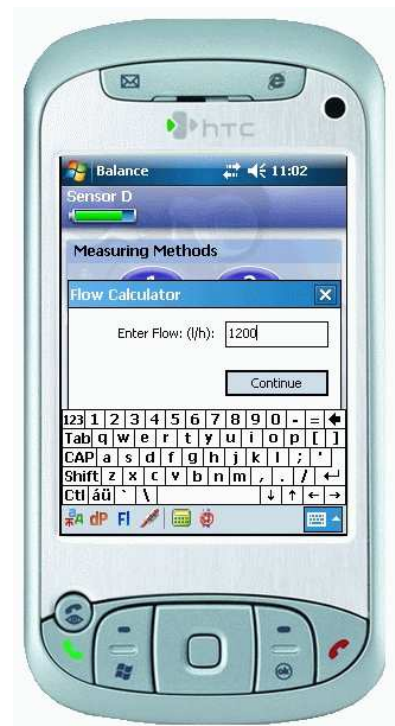 hTC
Balance 11:02
Sensor D
Measuring Methods
Flow Calculator X
Enter Flow: (l/h): 1200
Continue
123 1 2 3 4 5 6 7 8 9 0 - =
Tab q w e r t y u i o p [ ]
CAP a s d f g h j k l ; '
Shift z x c v b n m , . /
Ctl áü ` \
dP Fl
ok